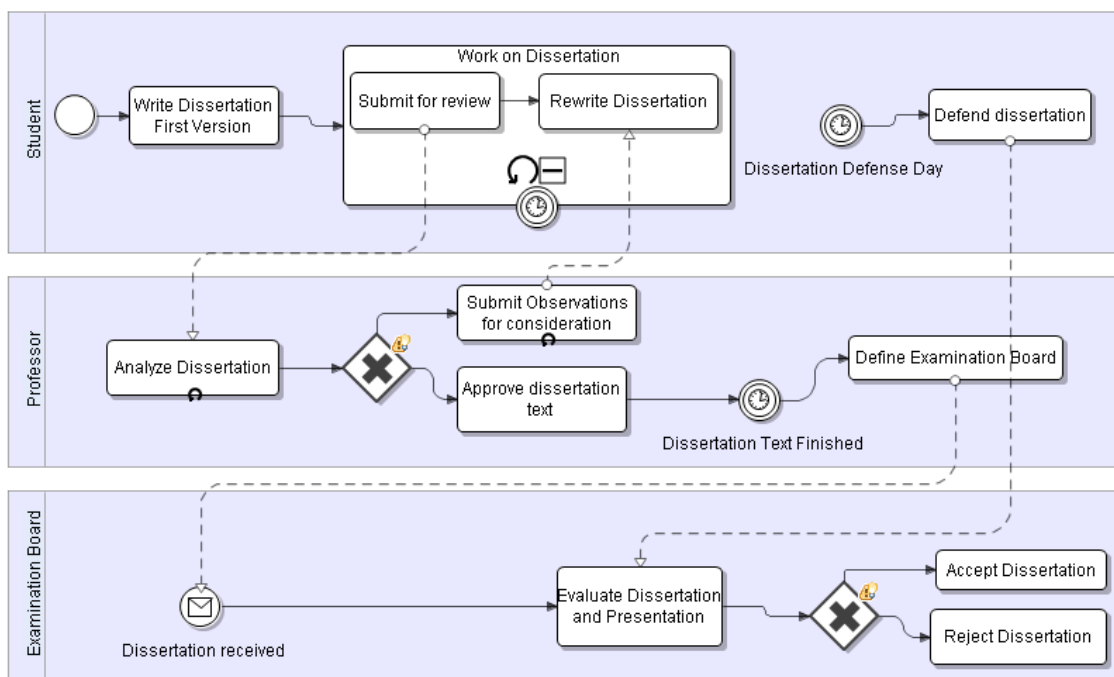 Student
Work on Dissertation
Write Dissertation
First Version
Submit for review
Rewrite Dissertation
Defend dissertation
Dissertation Defense Day
Professor
Submit Observations
for consideration
Analyze Dissertation
Define Examination Board
Approve dissertation
text
Dissertation Text Finished
Examination Board
Dissertation received
Evaluate Dissertation
and Presentation
Accept Dissertation
Reject Dissertation